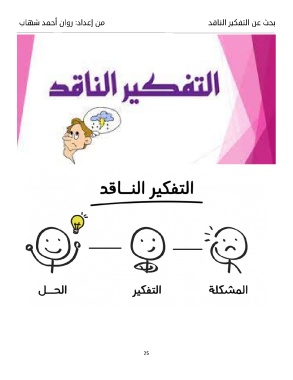 بحث عن التفكير الناقد
من إعداد: روان أحمد شهاب
التفكير الناقد
التفكير النــاقد
المشكلة
التفكير
الحــل
25